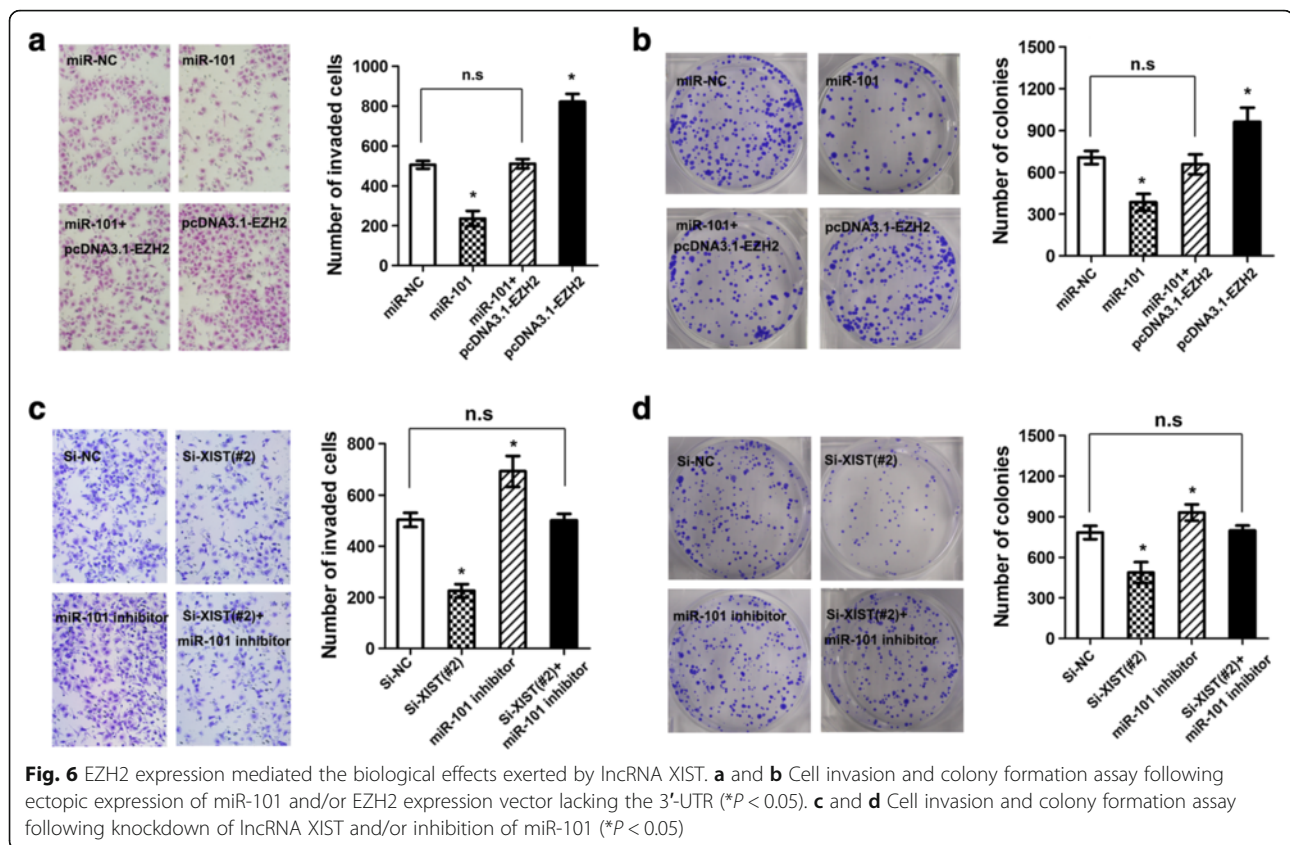 a
miR-NC
miR-101
miR-101+
pcDNA3.1-EZH2
pcDNA3.1-EZH2
Number of invaded cells
1000
800
600
400
200
0
n.s
*
*
miR-NC
miR-101
miR-101+
pcDNA3.1-EZH2
pcDNA3.1-EZH2
b
miR-NC
miR-101
miR-101+
pcDNA3.1-EZH2
pcDNA3.1-EZH2
Number of colonies
1500
1200
900
600
300
0
n.s
*
*
miR-NC
miR-101
miR-101+
pcDNA3.1-EZH2
pcDNA3.1-EZH2
c
Si-NC
Si-XIST(#2)
miR-101 inhibitor
Si-XIST(#2)+
miR-101 inhibitor
Number of invaded cells
800
600
400
200
0
n.s
*
*
Si-NC
Si-XIST(#2)
miR-101 inhibitor
Si-XIST(#2)+
miR-101 inhibitor
d
Si-NC
Si-XIST(#2)
miR-101 inhibitor
Si-XIST(#2)+
miR-101 inhibitor
Number of colonies
1500
1200
900
600
300
0
n.s
*
*
Si-NC
Si-XIST(#2)
miR-101 inhibitor
Si-XIST(#2)+
miR-101 inhibitor
Fig. 6 EZH2 expression mediated the biological effects exerted by lncRNA XIST. a and b Cell invasion and colony formation assay following
ectopic expression of miR-101 and/or EZH2 expression vector lacking the 3′-UTR (*P < 0.05). c and d Cell invasion and colony formation assay
following knockdown of lncRNA XIST and/or inhibition of miR-101 (*P < 0.05)